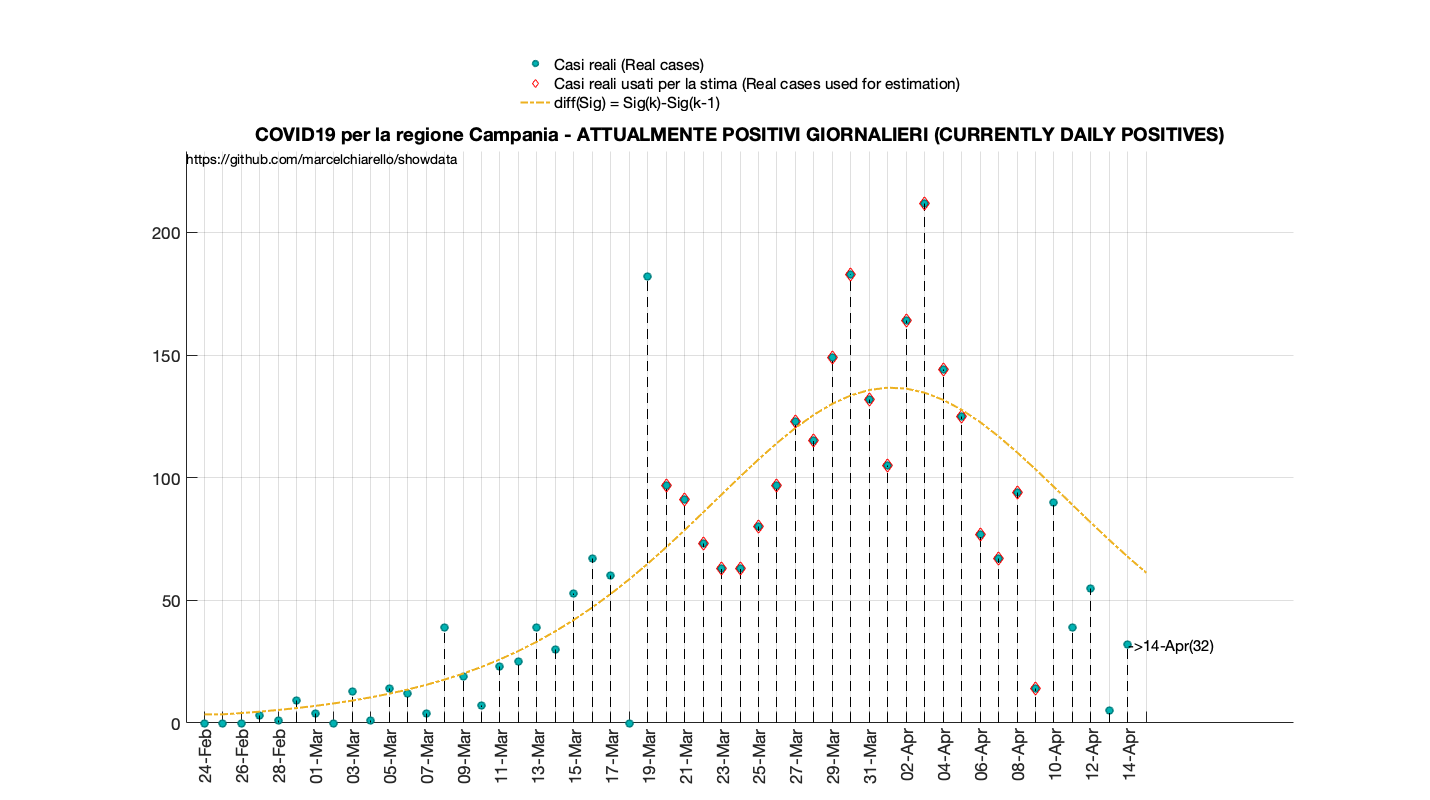 Casi reali (Real cases)
Casi reali usati per la stima (Real cases used for estimation)
diff(Sig) = Sig(k)-Sig(k-1)
COVID19 per la regione Campania - ATTUALMENTE POSITIVI GIORNALIERI (CURRENTLY DAILY POSITIVES)
https://github.com/marcelchiarello/showdata
200
150
100
50
0
->14-Apr(32)
24-Feb
26-Feb
28-Feb
01-Mar
03-Mar
05-Mar
07-Mar
09-Mar
11-Mar
13-Mar
15-Mar
17-Mar
19-Mar
21-Mar
23-Mar
25-Mar
27-Mar
29-Mar
31-Mar
02-Apr
04-Apr
06-Apr
08-Apr
10-Apr
12-Apr
14-Apr